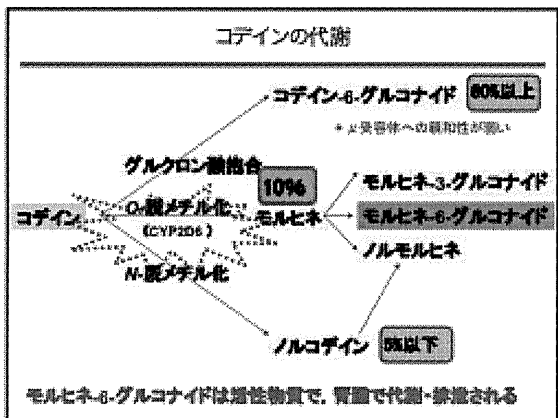 コデインの代謝
コデイン-6-グルコナイド 80%以上
* μ受容体への親和性が弱い
グルクロン酸抱合
10%
モルヒネ-3-グルコナイド
コデイン O-脱メチル化 モルヒネ モルヒネ-6-グルコナイド
(CYP2D6)
ノルモルヒネ
N-脱メチル化
ノルコデイン 5%以下
モルヒネ-6-グルコナイドは活性物質で, 腎臓で代謝・排泄される